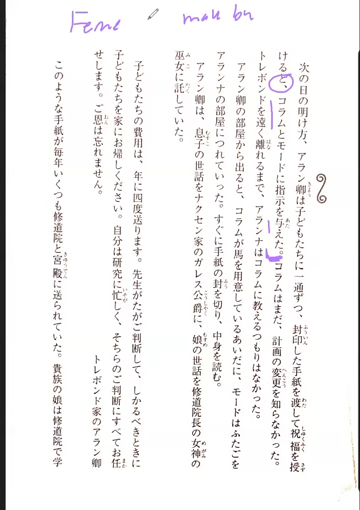 次の日の明け方、アラン卿は子どもたちに一通ずつ、封印した手紙を渡して祝福を授
けると、コラムとモードに指示を与えた。コラムはまだ、計画の変更を知らなかった。
トレボンドを遠く離れるまで、アランナはコラムに教えるつもりはなかった。
アラン卿の部屋から出ると、コラムが馬を用意しているあいだに、モードはふたごを
アランナの部屋につれていった。すぐに手紙の封を切り、中身を読む。
アラン卿は、息子の世話をナクセン家のガレス公爵に、娘の世話を修道院長の女神の
巫女に託していた。
子どもたちの費用は、年に四度送ります。先生がたがご判断して、しかるべきときに
子どもたちを家にお帰しください。自分は研究に忙しく、そちらのご判断にすべてお任
せします。ご恩は忘れません。
トレボンド家のアラン卿
このような手紙が毎年いくつも修道院と宮殿に送られていた。貴族の娘は修道院で学